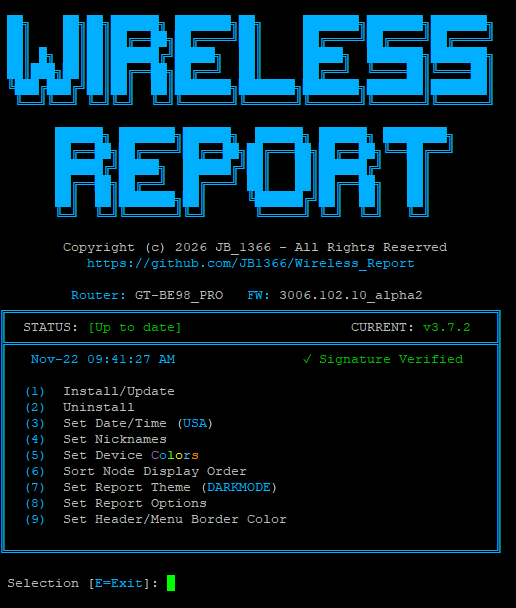 WIRELESS
REPORT
Copyright (c) 2026 JB_1366 - All Rights Reserved
https://github.com/JB1366/Wireless_Report
Router: GT-BE98_PRO   FW: 3006.102.10_alpha2
STATUS: [Up to date]   CURRENT: v3.7.2
Nov-22 09:41:27 AM   ✓ Signature Verified
(1)  Install/Update
(2)  Uninstall
(3)  Set Date/Time (USA)
(4)  Set Nicknames
(5)  Set Device Colors
(6)  Sort Node Display Order
(7)  Set Report Theme (DARKMODE)
(8)  Set Report Options
(9)  Set Header/Menu Border Color
Selection [E=Exit]: